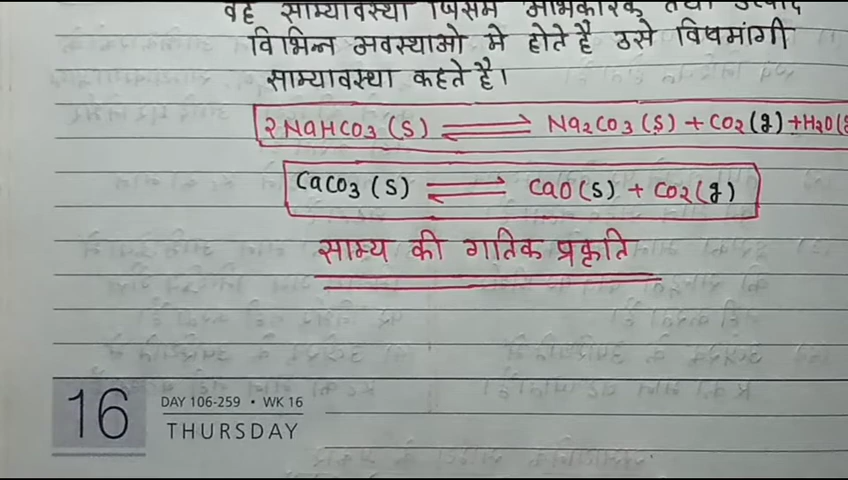 वह साम्यावस्था जिसमें अभिकारक तथा उत्पाद
विभिन्न अवस्थाओ मे होते है उसे विषमांगी
साम्यावस्था कहते है।
2NaHCO3 (S) ⇌ Na2CO3 (S) + CO2 (g) + H2O (g
CaCO3 (S) ⇌ CaO (S) + CO2 (g)
साम्य की गतिक प्रकृति
16 DAY 106-259 • WK 16
THURSDAY